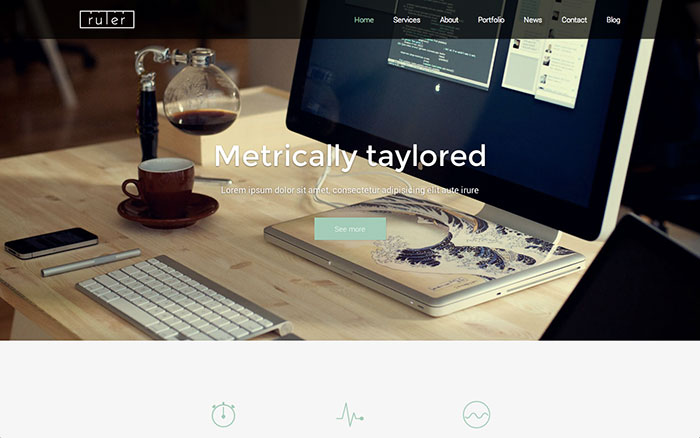 ruler
Home Services About Portfolio News Contact Blog
Metrically taylored
Lorem ipsum dolor sit amet, consectetur adipisicing elit aute irure
See more